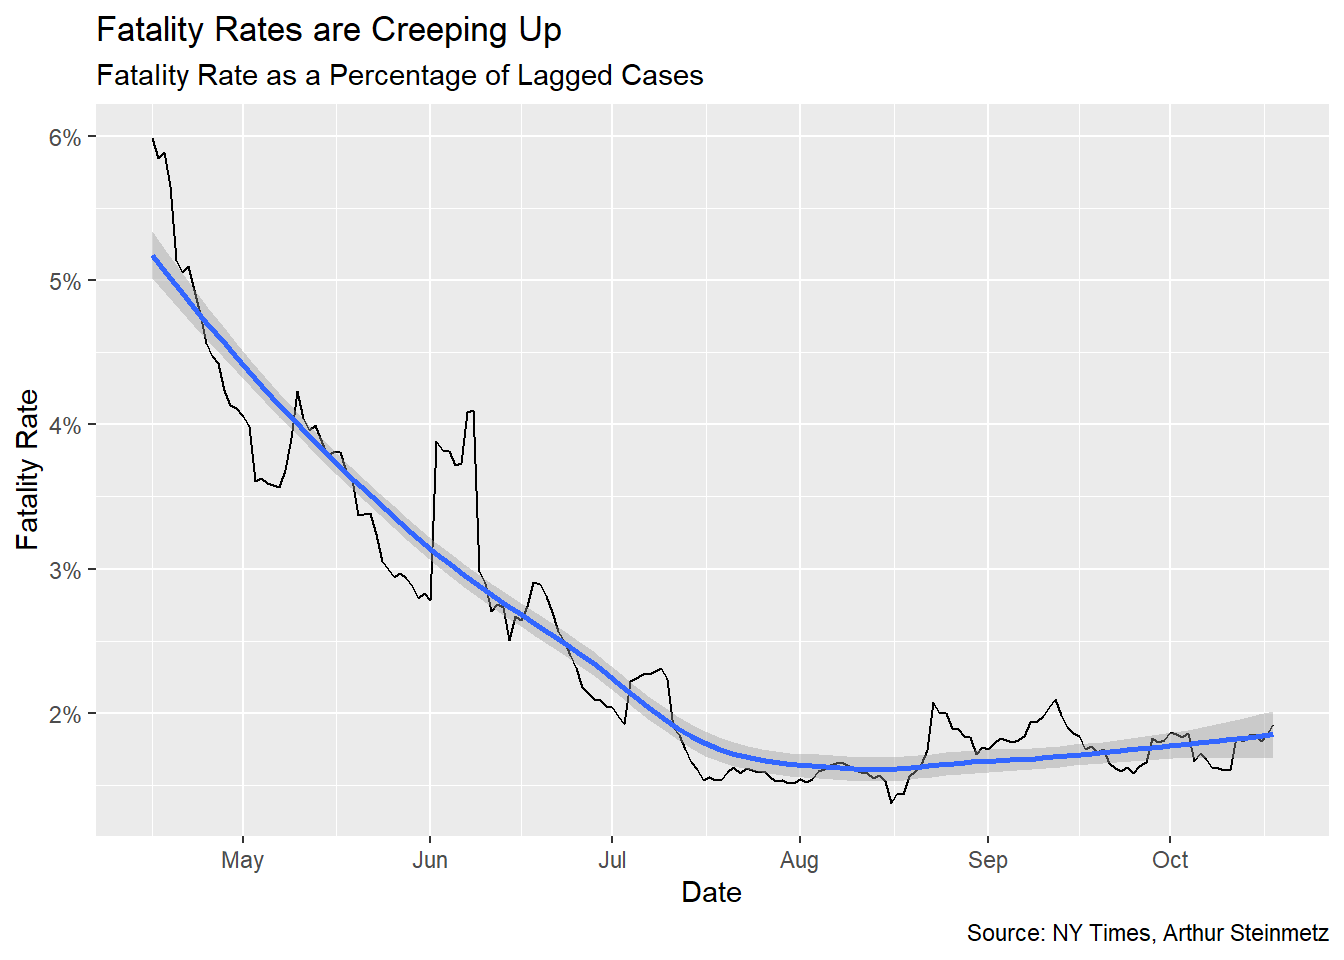 Fatality Rates are Creeping Up
Fatality Rate as a Percentage of Lagged Cases
6%
5%
4%
3%
2%
Fatality Rate
May Jun Jul Aug Sep Oct
Date
Source: NY Times, Arthur Steinmetz